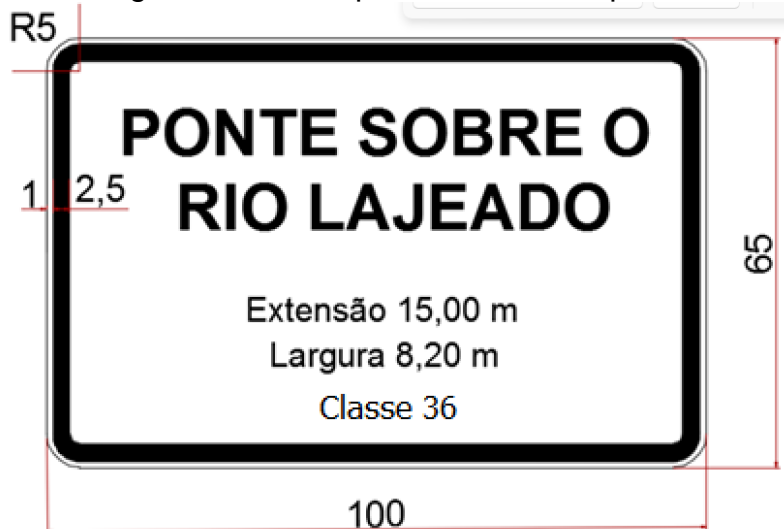 R5
PONTE SOBRE O
RIO LAJEADO
1 2,5
65
Extensão 15,00 m
Largura 8,20 m
Classe 36
100